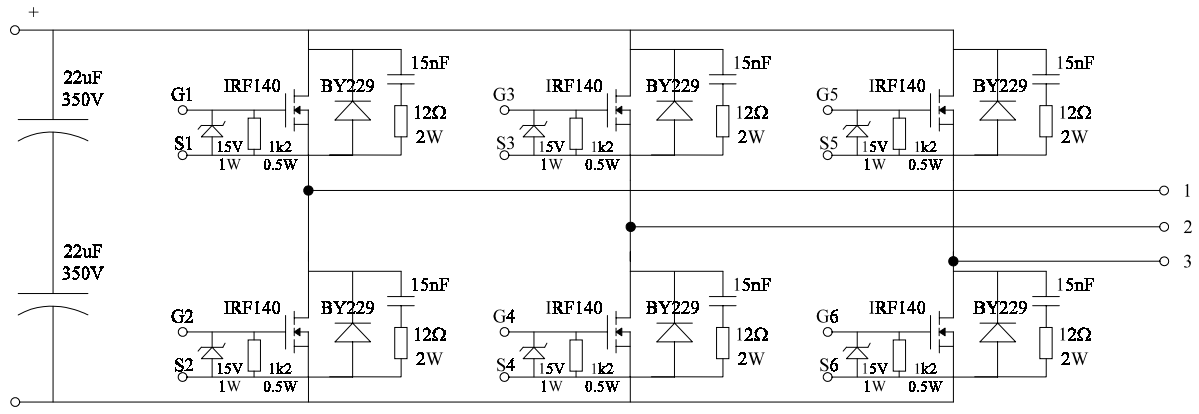 +
22uF
350V
G1
S1
IRF140
15V
1W
1k2
0.5W
BY229
15nF
12Ω
2W
G3
S3
IRF140
15V
1W
1k2
0.5W
BY229
15nF
12Ω
2W
G5
S5
IRF140
15V
1W
1k2
0.5W
BY229
15nF
12Ω
2W
1
2
3
22uF
350V
G2
S2
IRF140
15V
1W
1k2
0.5W
BY229
15nF
12Ω
2W
G4
S4
IRF140
15V
1W
1k2
0.5W
BY229
15nF
12Ω
2W
G6
S6
IRF140
15V
1W
1k2
0.5W
BY229
15nF
12Ω
2W